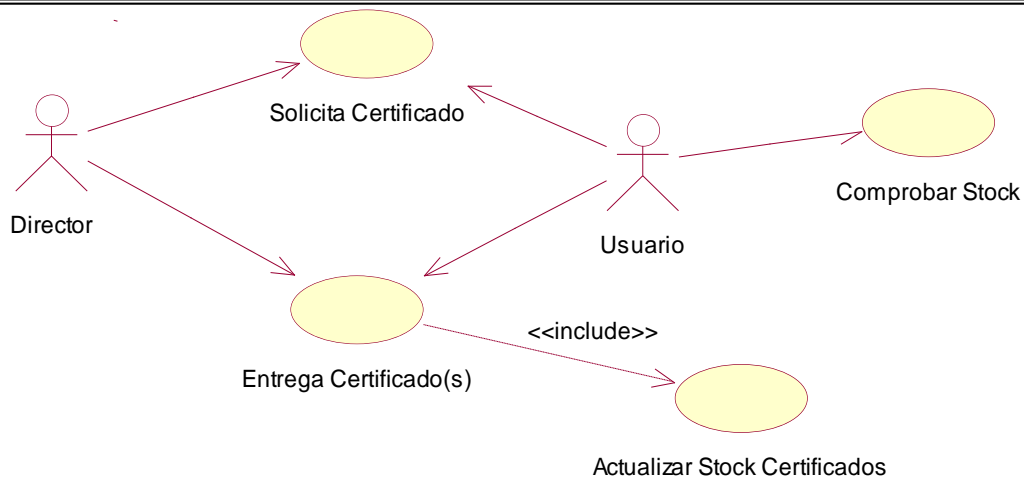 Solicita Certificado
Comprobar Stock
Director
Usuario
<<include>>
Entrega Certificado(s)
Actualizar Stock Certificados